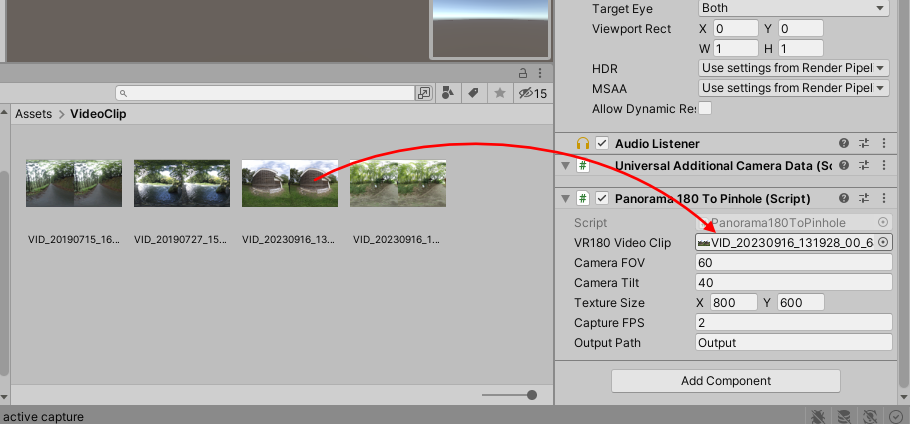 Target Eye Both
Viewport Rect X 0 Y 0
W 1 H 1
HDR Use settings from Render Pipel
MSAA Use settings from Render Pipel
Allow Dynamic Re
15
Assets > VideoClip
Audio Listener
Universal Additional Camera Data (Sc
Panorama 180 To Pinhole (Script)
Script Panorama180ToPinhole
VR180 Video Clip VID_20230916_131928_00_6
Camera FOV 60
Camera Tilt 40
Texture Size X 800 Y 600
Capture FPS 2
Output Path Output
VID_20190715_16... VID_20190727_15... VID_20230916_13... VID_20230916_1...
Add Component
active capture